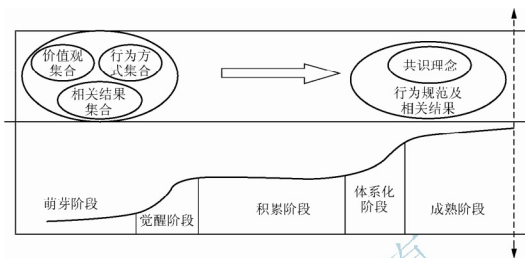 价值观
集合
行为方
式集合
相关结果
集合
共识理念
行为规范及
相关结果
萌芽阶段
觉醒阶段
积累阶段
体系化
阶段
成熟阶段